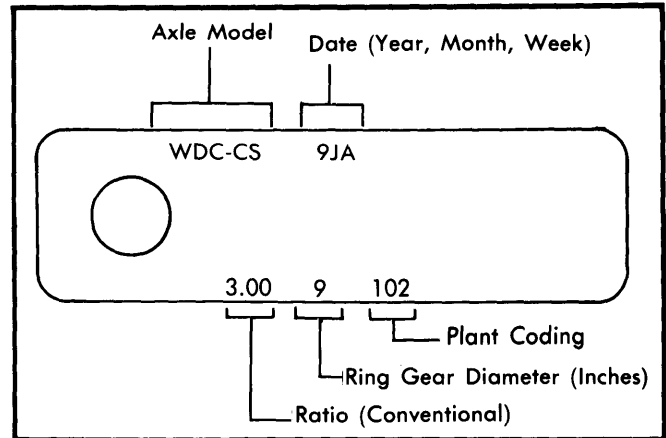 Axle Model
Date (Year, Month, Week)
WDC-CS 9JA
3.00 9 102
Plant Coding
Ring Gear Diameter (Inches)
Ratio (Conventional)